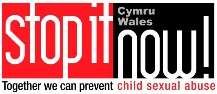 stop it now!
Cymru
Wales
Together we can prevent child sexual abuse